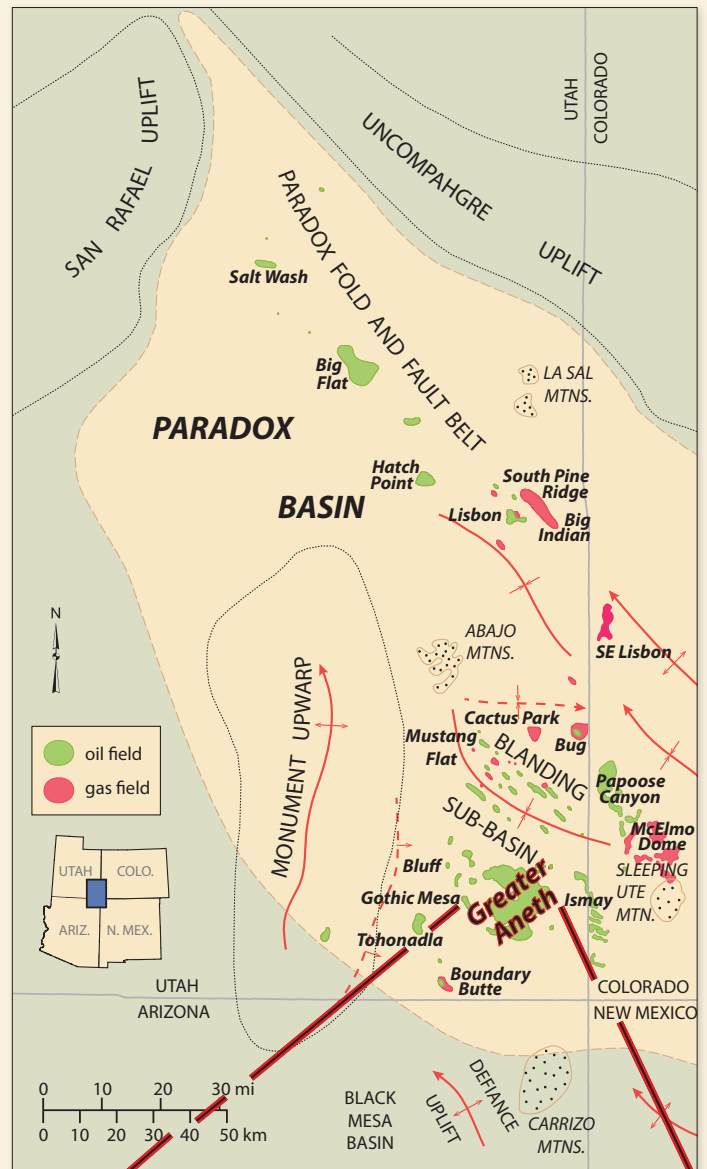 UTAH
COLORADO
SAN RAFAEL UPLIFT
UNCOMPAHGRE
UPLIFT
PARADOX FOLD AND FAULT BELT
Salt Wash
Big
Flat
LA SAL
MTNS.
PARADOX
BASIN
Hatch
Point
South Pine
Ridge
Lisbon
Big
Indian
N
ABAJO
MTNS.
SE Lisbon
MONUMENT UPWARP
Cactus Park
Mustang
Flat
Bug
BLANDING
SUB-BASIN
Papoose
Canyon
oil field
gas field
McElmo
Dome
SLEEPING
UTE
MTN.
UTAH
COLO.
ARIZ.
N. MEX.
Bluff
Gothic Mesa
Greater
Aneth
Ismay
Tohonadla
Boundary
Butte
UTAH
ARIZONA
COLORADO
NEW MEXICO
0 10 20 30 mi
0 10 20 30 40 50 km
BLACK
MESA
BASIN
DEFIANCE
UPLIFT
CARRIZO
MTNS.